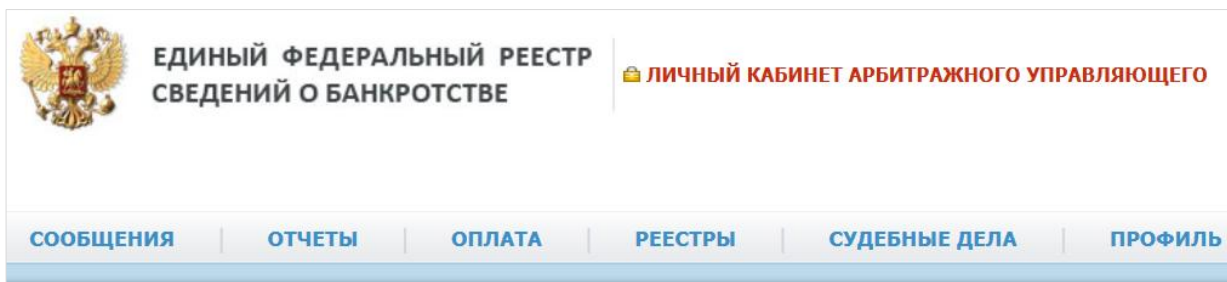 ЕДИНЫЙ ФЕДЕРАЛЬНЫЙ РЕЕСТР
СВЕДЕНИЙ О БАНКРОТСТВЕ
ЛИЧНЫЙ КАБИНЕТ АРБИТРАЖНОГО УПРАВЛЯЮЩЕГО
СООБЩЕНИЯ ОТЧЕТЫ ОПЛАТА РЕЕСТРЫ СУДЕБНЫЕ ДЕЛА ПРОФИЛЬ